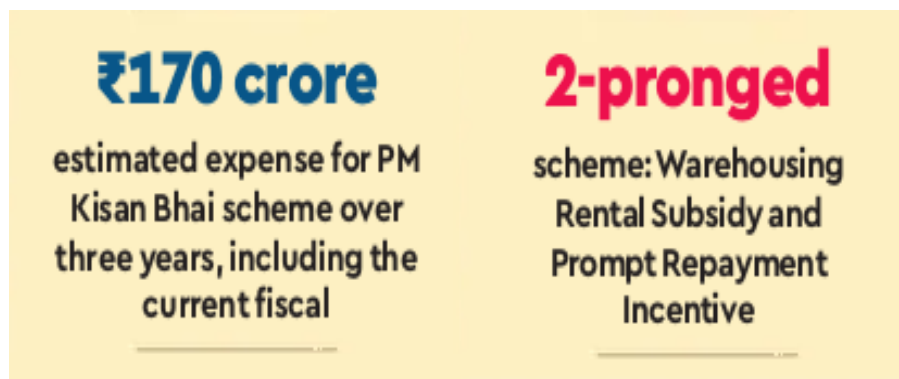 ₹170 crore
estimated expense for PM
Kisan Bhai scheme over
three years, including the
current fiscal
2-pronged
scheme: Warehousing
Rental Subsidy and
Prompt Repayment
Incentive